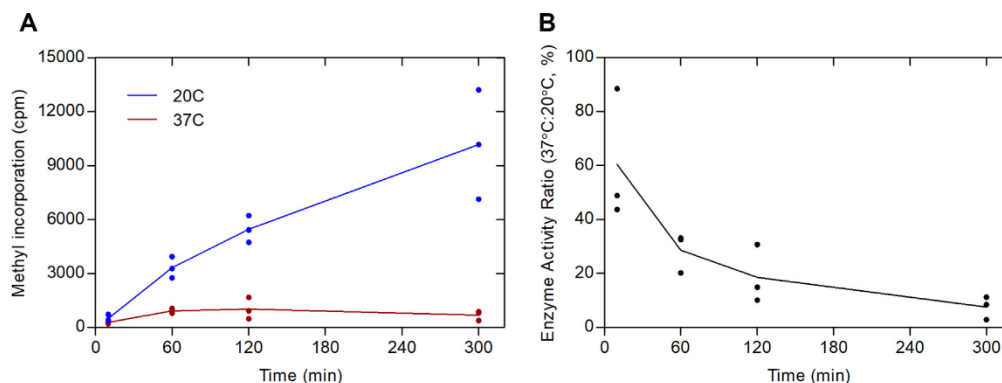 A
15000
12000
9000
6000
3000
0
Methyl incorporation (cpm)
20C
37C
0 60 120 180 240 300
Time (min)
B
100
80
60
40
20
0
Enzyme Activity Ratio (37°C:20°C, %)
0 60 120 180 240 300
Time (min)